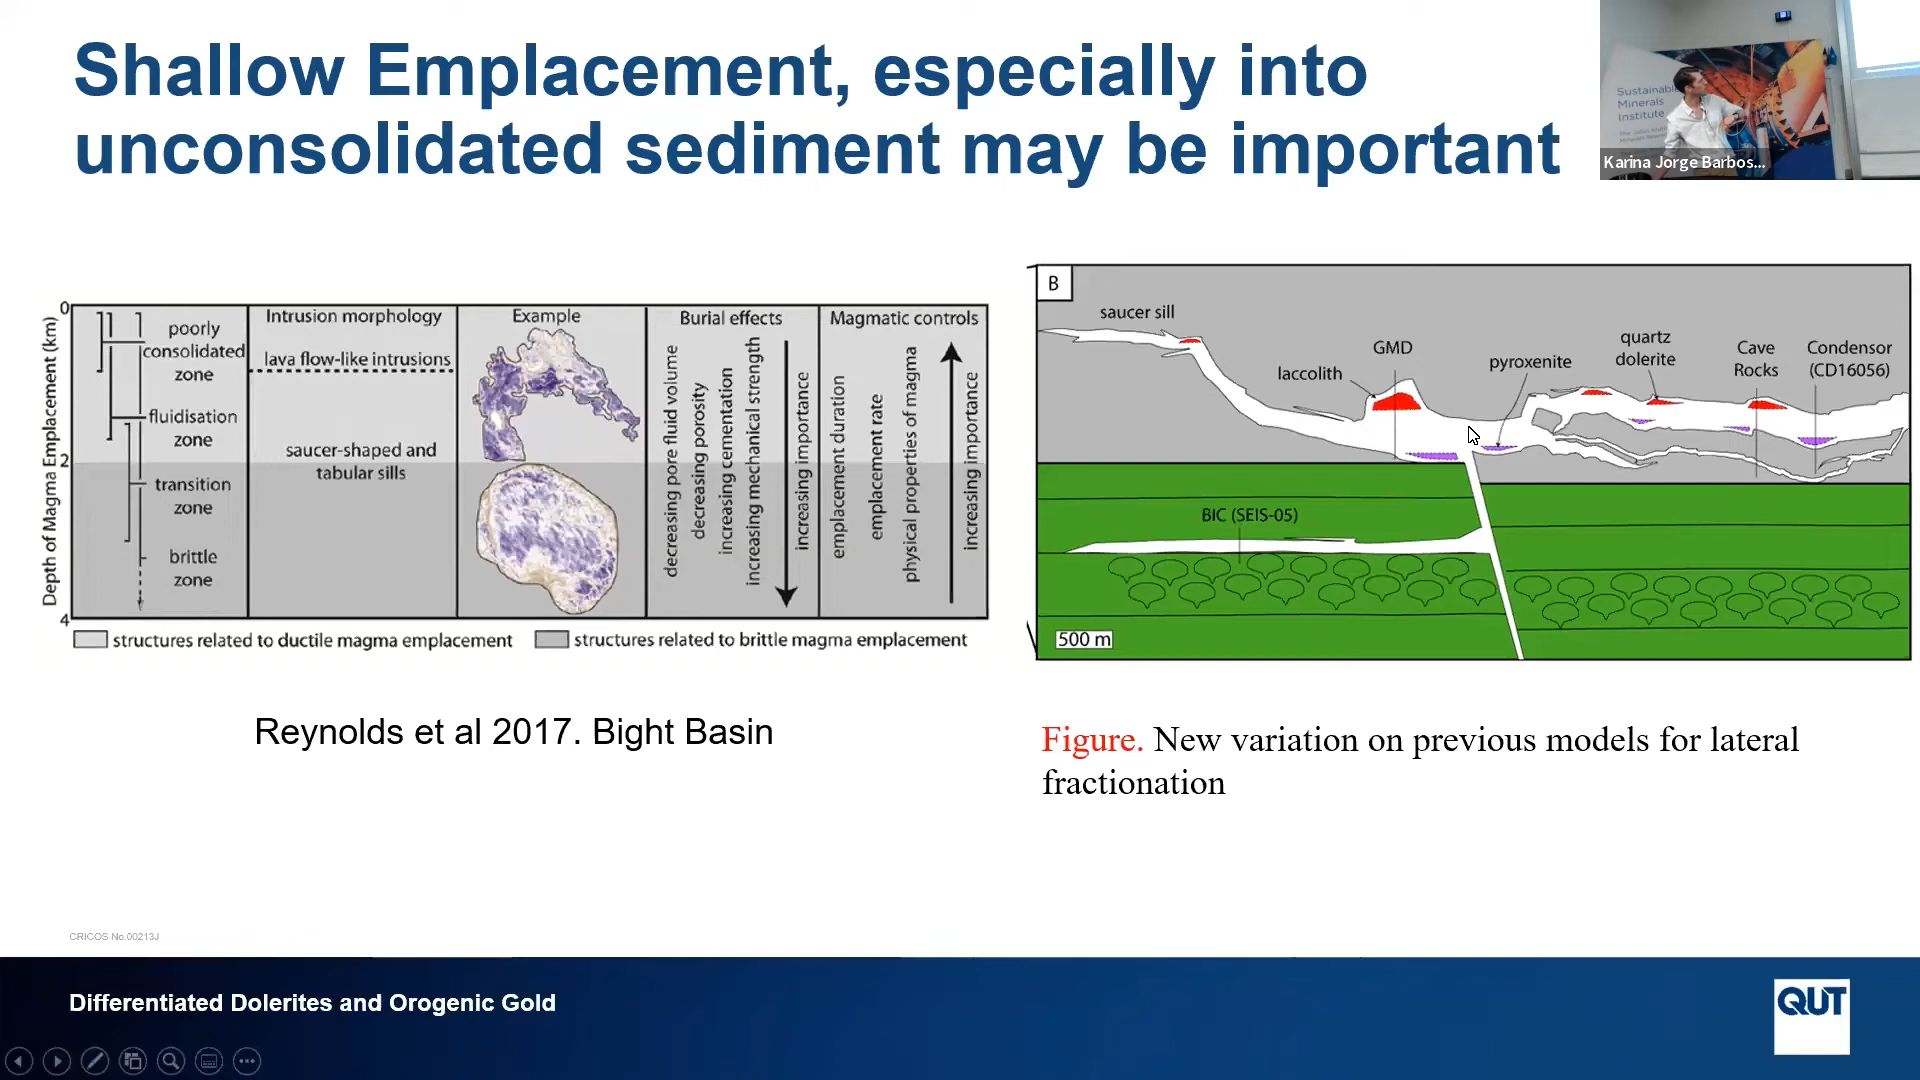 Shallow Emplacement, especially into
unconsolidated sediment may be important
Sustainable
Minerals
Institute
Karina Jorge Barbos...
Depth of Magma Emplacement (km)
0
2
4
poorly
consolidated
zone
fluidisation
zone
transition
zone
brittle
zone
Intrusion morphology
lava flow-like intrusions
saucer-shaped and
tabular sills
Example
Burial effects
decreasing pore fluid volume
decreasing porosity
increasing cementation
increasing mechanical strength
increasing importance
Magmatic controls
emplacement duration
emplacement rate
physical properties of magma
increasing importance
structures related to ductile magma emplacement
structures related to brittle magma emplacement
Reynolds et al 2017. Bight Basin
B
saucer sill
laccolith
GMD
pyroxenite
quartz
dolerite
Cave
Rocks
Condensor
(CD16056)
BIC (SEIS-05)
500 m
Figure. New variation on previous models for lateral
fractionation
CRICOS No.00213J
Differentiated Dolerites and Orogenic Gold
QUT